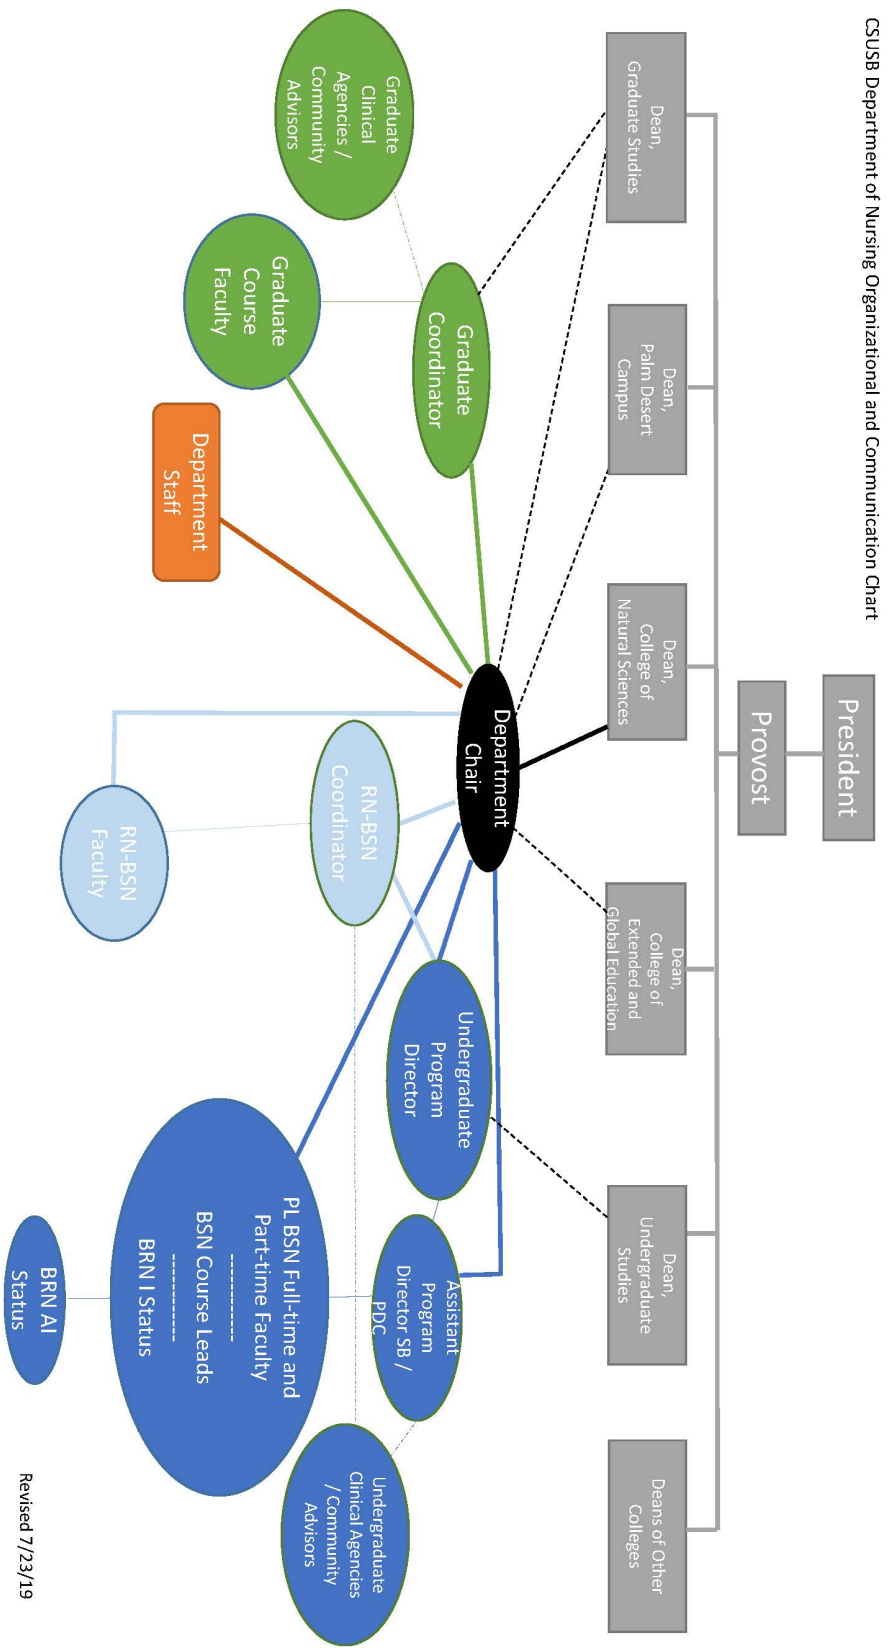 CSUSB Department of Nursing Organizational and Communication Chart
President
Provost
Dean,
Graduate Studies
Dean,
Palm Desert
Campus
Dean,
College of
Natural Sciences
Dean,
College of
Extended and
Global Education
Dean,
Undergraduate
Studies
Deans of Other
Colleges
Department
Chair
Graduate
Coordinator
Graduate
Clinical
Agencies /
Community
Advisors
Graduate
Course
Faculty
Department
Staff
RN-BSN
Coordinator
RN-BSN
Faculty
Undergraduate
Program
Director
Assistant
Program
Director SB /
PDC
PL BSN Full-time and
Part-time Faculty
------------
BSN Course Leads
------------
BRN I Status
Undergraduate
Clinical Agencies
/ Community
Advisors
BRN AI
Status
Revised 7/23/19